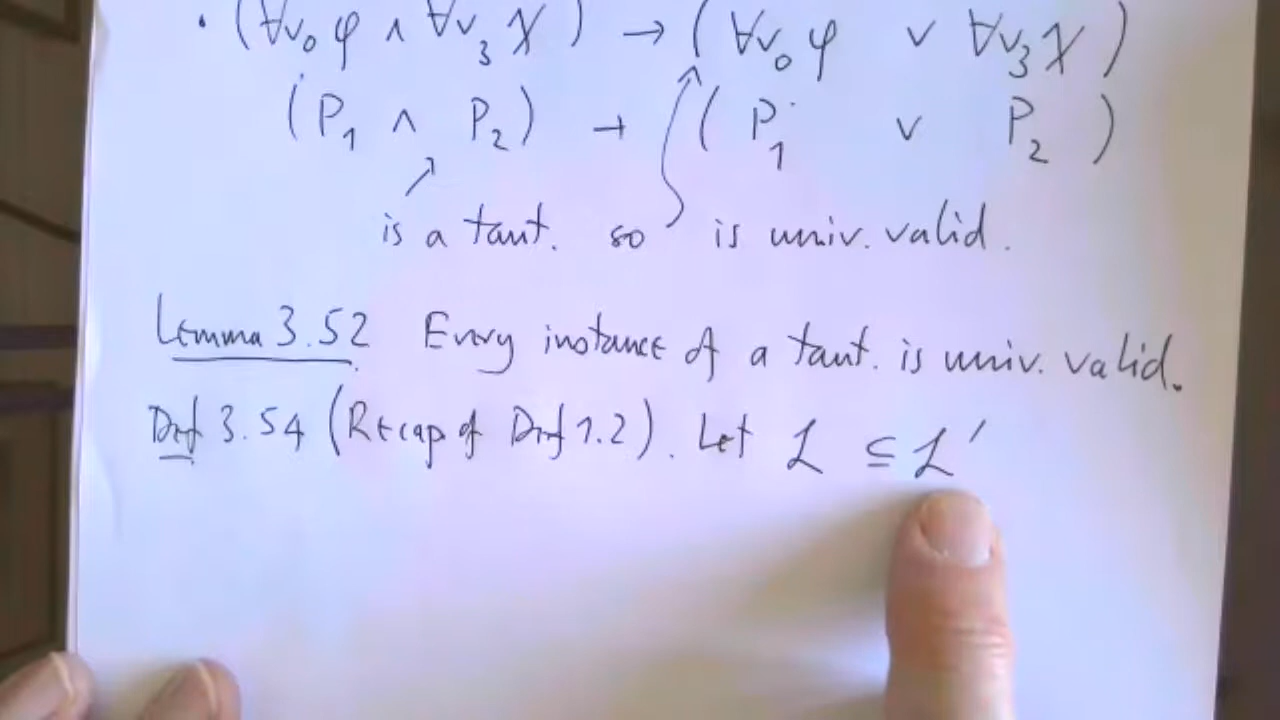 · (∀v₀ φ ∧ ∀v₃ χ) → (∀v₀ φ ∨ ∀v₃ χ)
(P₁ ∧ P₂) → (P₁ ∨ P₂)
is a taut. so is univ. valid.
Lemma 3.52 Every instance of a taut. is univ. valid.
Def 3.54 (Recap of Def 1.2). Let ℒ ⊆ ℒ′